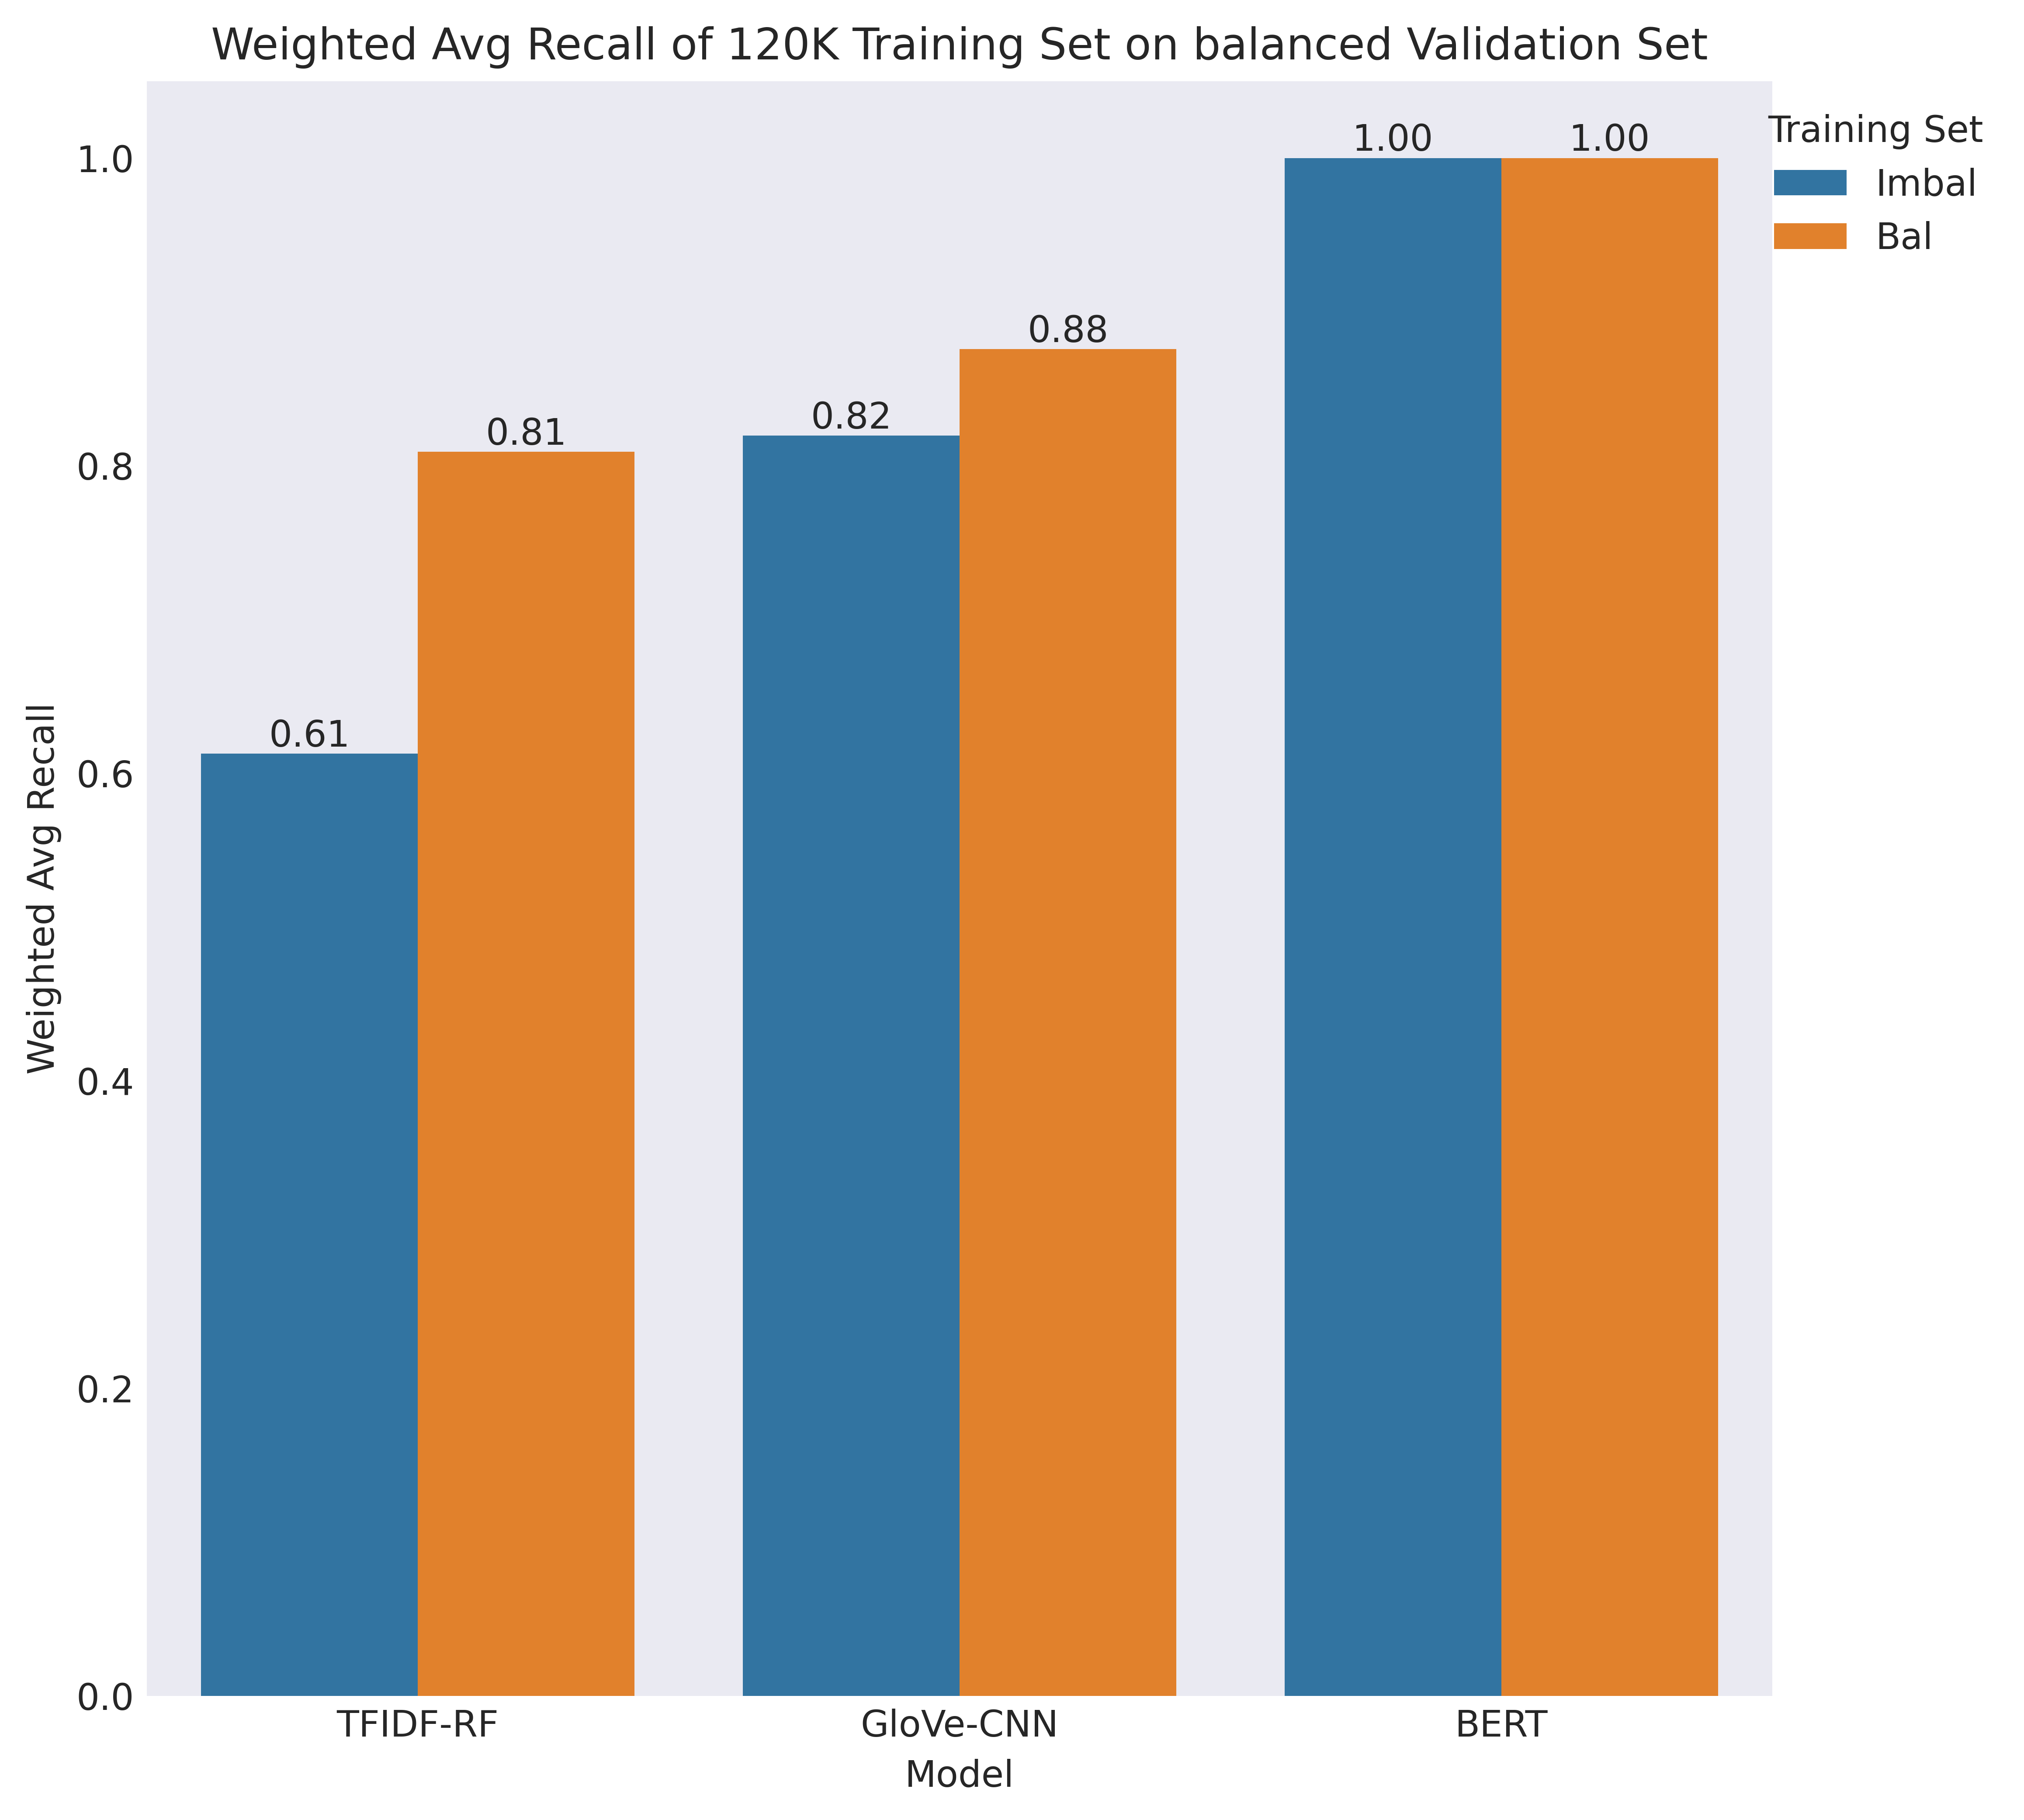 Weighted Avg Recall of 120K Training Set on balanced Validation Set
Training Set
Imbal
Bal
Weighted Avg Recall
1.0
0.8
0.6
0.4
0.2
0.0
0.61
0.81
0.82
0.88
1.00
1.00
TFIDF-RF
GloVe-CNN
BERT
Model